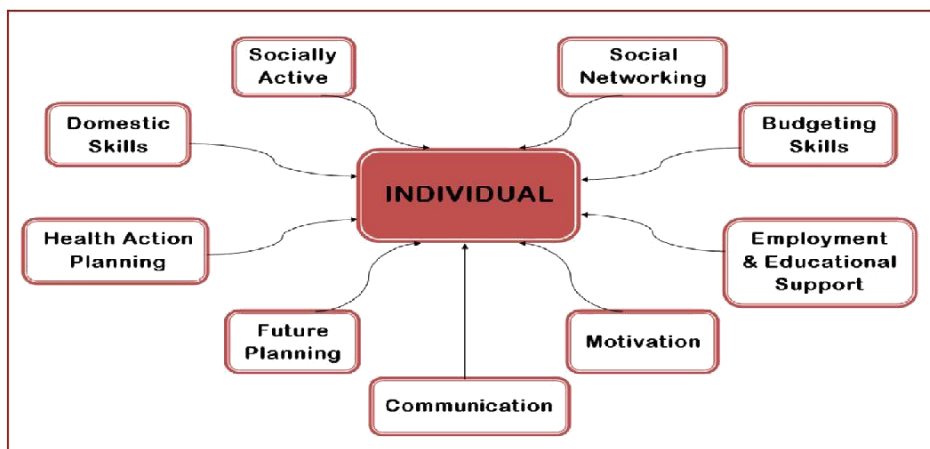 Socially
Active
Social
Networking
Domestic
Skills
Budgeting
Skills
INDIVIDUAL
Health Action
Planning
Employment
& Educational
Support
Future
Planning
Motivation
Communication